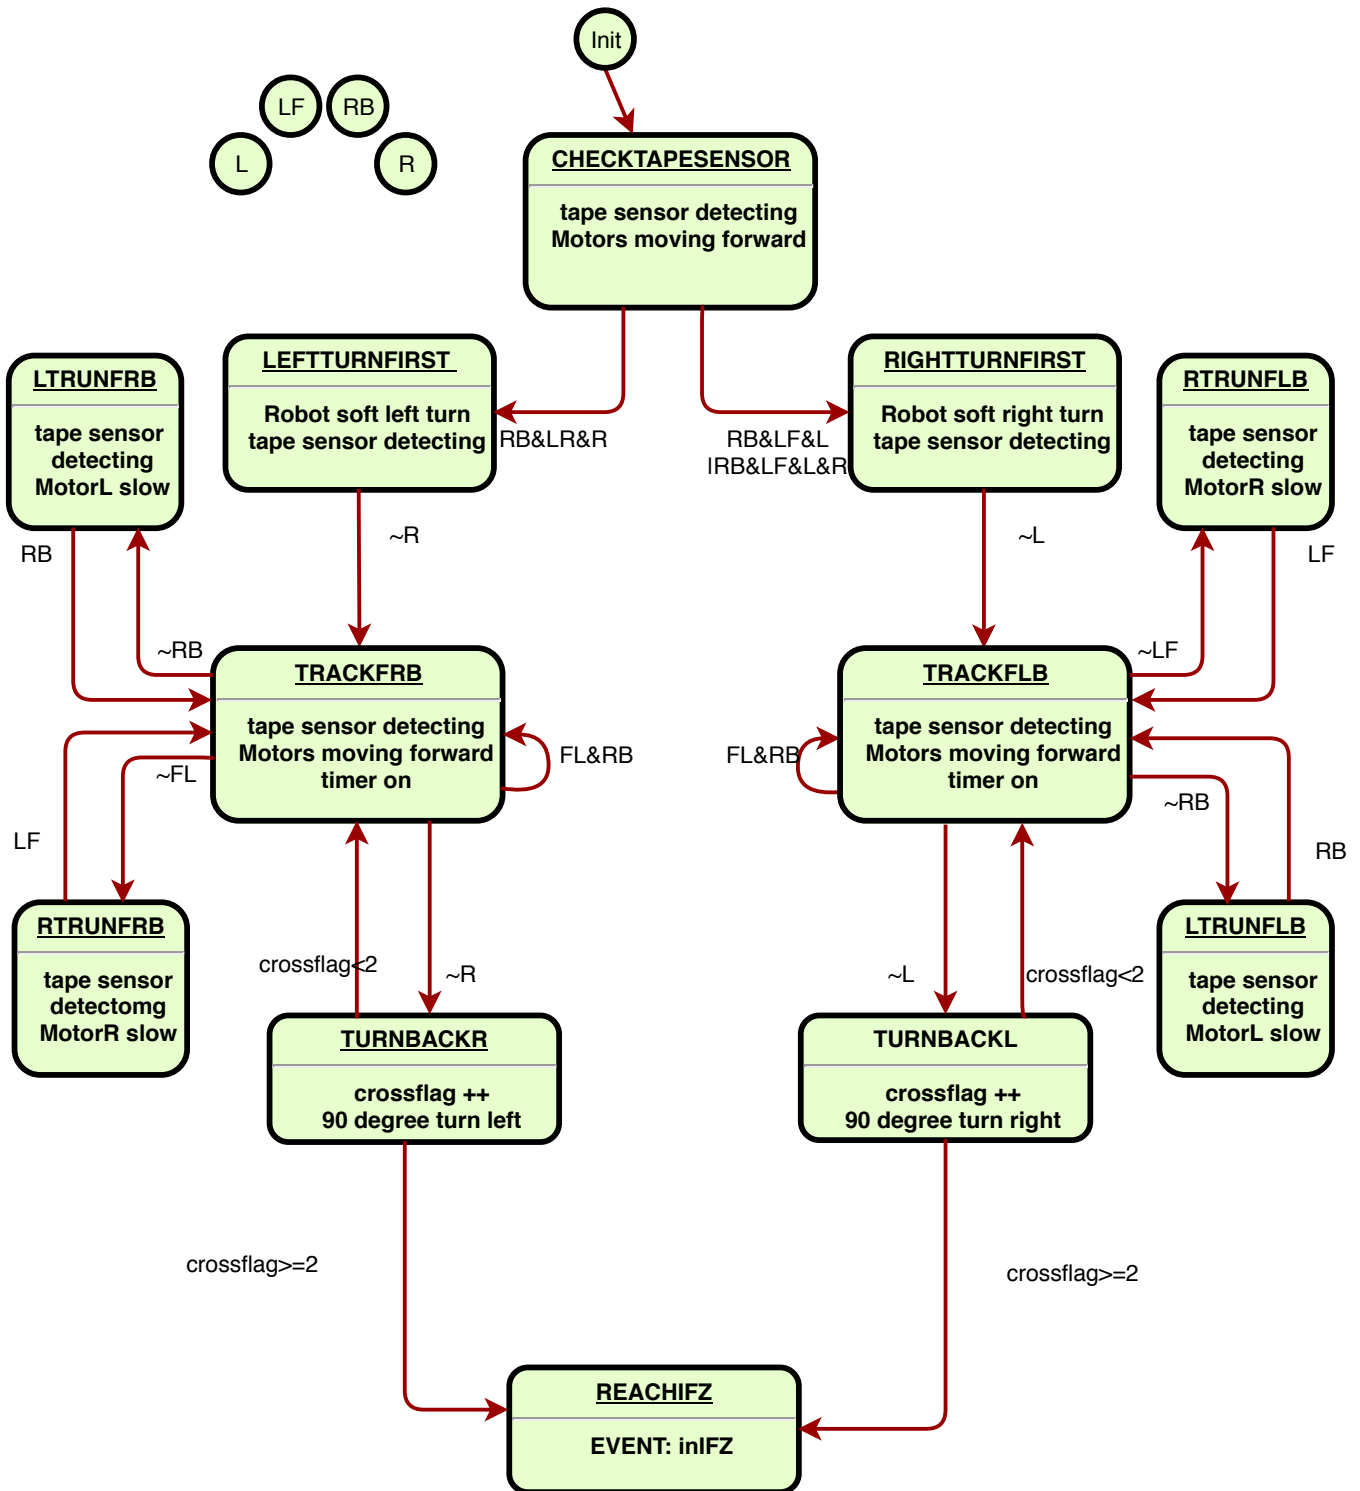 Init
LF
RB
L
R
CHECKTAPESENSOR
tape sensor detecting
Motors moving forward
LEFTTURNFIRST
Robot soft left turn
tape sensor detecting
RB&LR&R
RB&LF&L
|RB&LF&L&R
RIGHTTURNFIRST
Robot soft right turn
tape sensor detecting
LTRUNFRB
tape sensor
detecting
MotorL slow
RTRUNFLB
tape sensor
detecting
MotorR slow
RB
~R
~L
LF
~RB
~LF
TRACKFRB
tape sensor detecting
Motors moving forward
timer on
FL&RB
TRACKFLB
tape sensor detecting
Motors moving forward
timer on
FL&RB
~FL
~RB
LF
RB
RTRUNFRB
tape sensor
detectomg
MotorR slow
crossflag<2
~R
~L
crossflag<2
LTRUNFLB
tape sensor
detecting
MotorL slow
TURNBACKR
crossflag ++
90 degree turn left
TURNBACKL
crossflag ++
90 degree turn right
crossflag>=2
crossflag>=2
REACHIFZ
EVENT: inIFZ